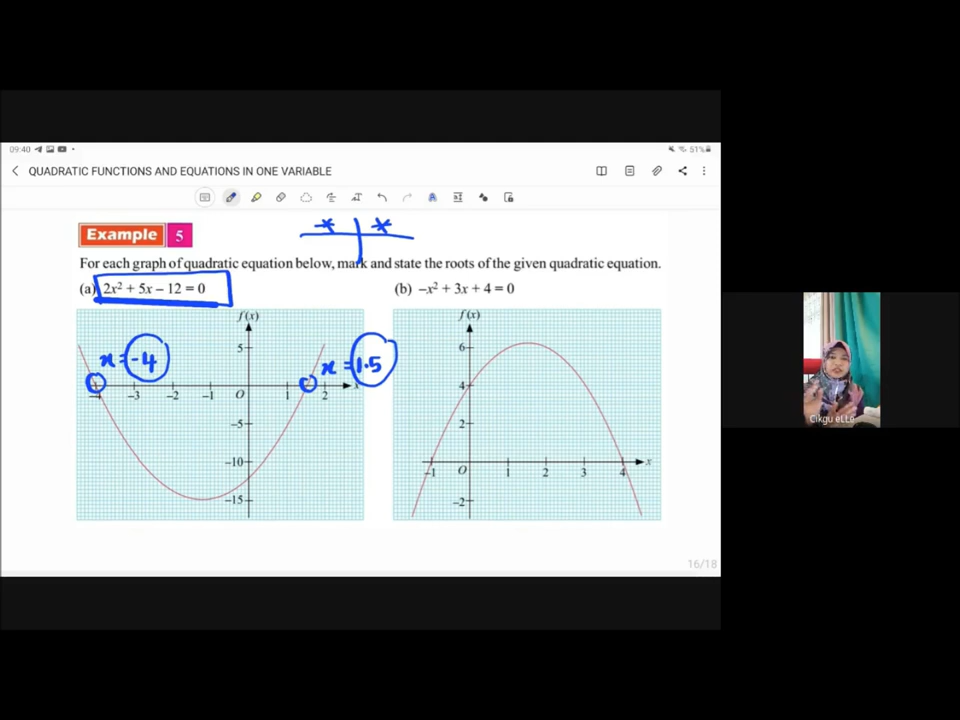 09:40
51%
QUADRATIC FUNCTIONS AND EQUATIONS IN ONE VARIABLE
Example 5
For each graph of quadratic equation below, mark and state the roots of the given quadratic equation.
(a) 2x² + 5x – 12 = 0
(b) –x² + 3x + 4 = 0
f(x)
5
x = -4
x = 1.5
–4 –3 –2 –1 O 1 2 x
–5
–10
–15
f(x)
6
4
2
–1 O 1 2 3 4 x
–2
16/18
Cikgu eLLe